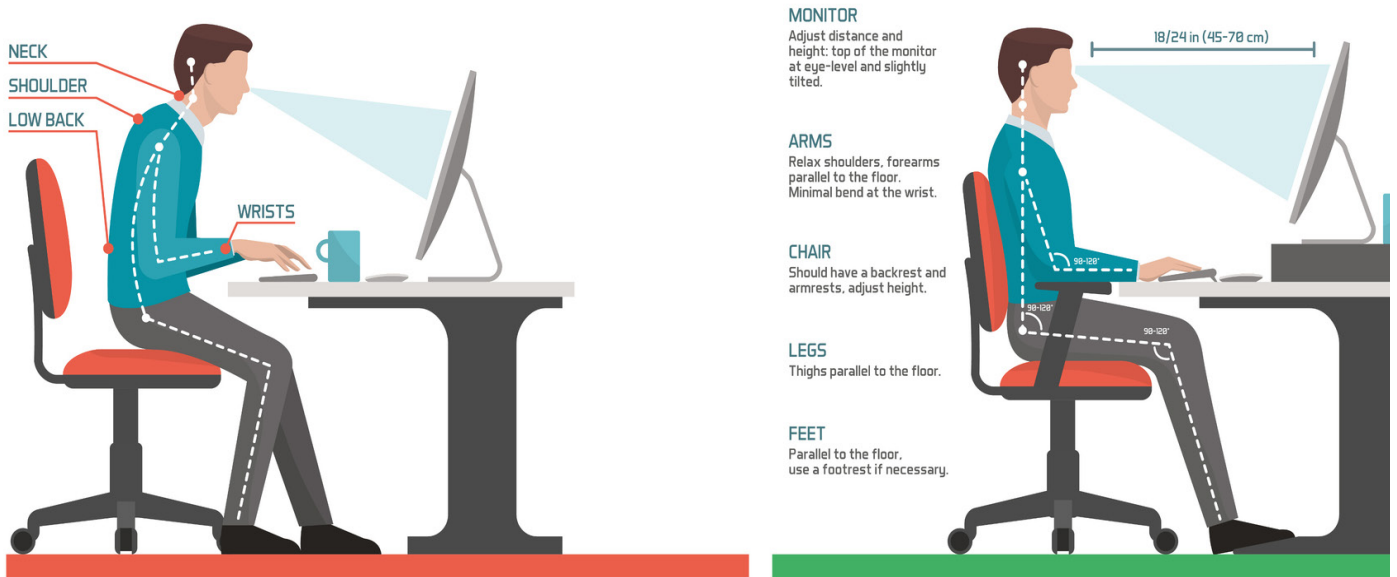 NECK
SHOULDER
LOW BACK
WRISTS
MONITOR
Adjust distance and
height: top of the monitor
at eye-level and slightly
tilted.
18/24 in (45-70 cm)
ARMS
Relax shoulders, forearms
parallel to the floor.
Minimal bend at the wrist.
90-120°
CHAIR
Should have a backrest and
armrests, adjust height.
90-120°
90-120°
LEGS
Thighs parallel to the floor.
FEET
Parallel to the floor,
use a footrest if necessary.